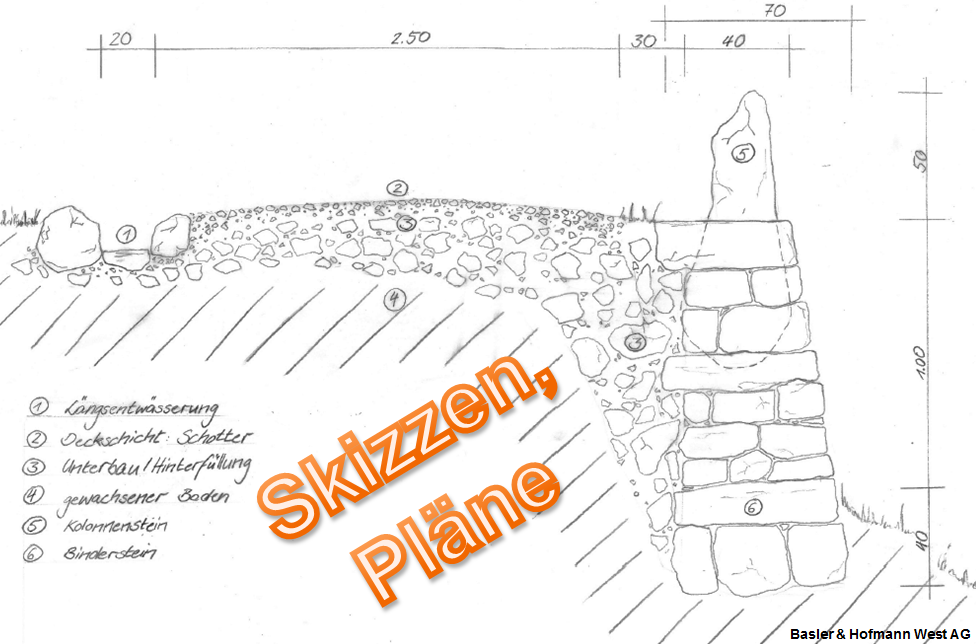 70
20 2.50 30 40
5
50
2
1
3
4
3
1.00
1 Längsentwässerung
2 Deckschicht: Schotter
3 Unterbau/Hinterfüllung
4 gewachsener Boden
5 Kolonnenstein
6 Binderstein
Skizzen,
Pläne
6
40
Basler & Hofmann West AG